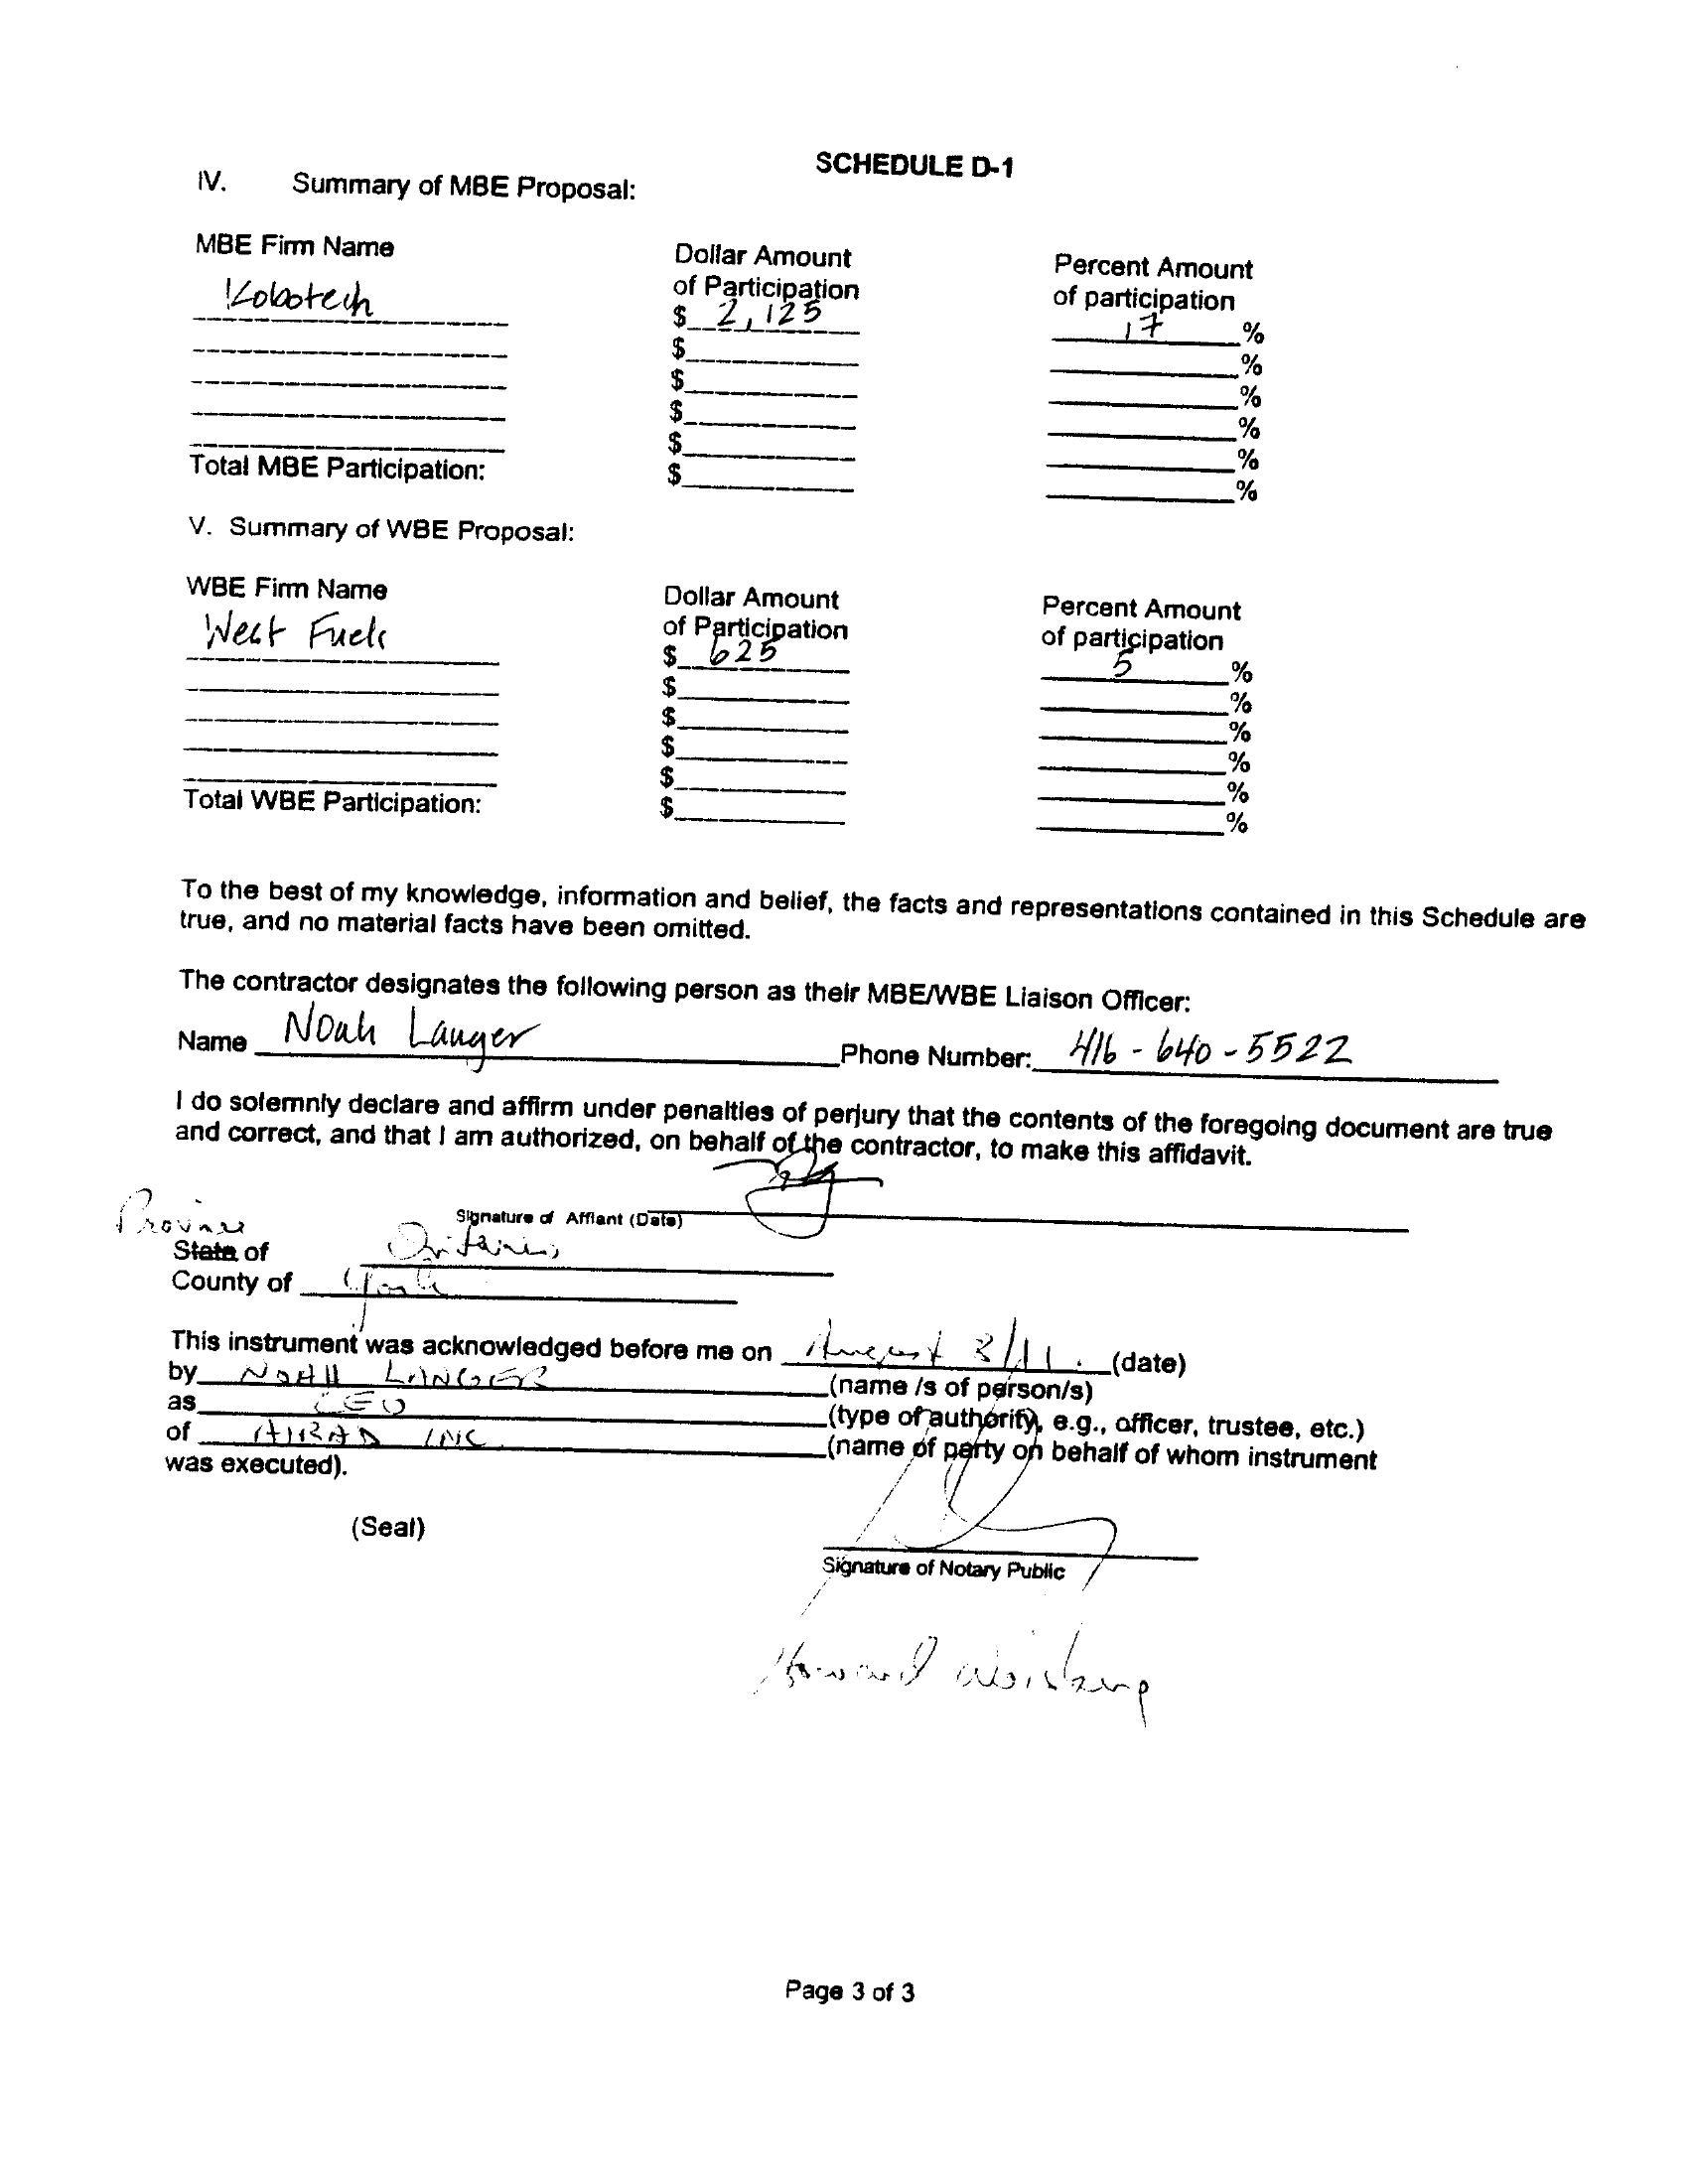 SCHEDULE D-1
IV. Summary of MBE Proposal:
MBE Firm Name
Dollar Amount
of Participation
Percent Amount
of participation
Kobotech $ 2,125 17 %
$ %
$ %
$ %
$ %
Total MBE Participation: $ %
V. Summary of WBE Proposal:
WBE Firm Name
Dollar Amount
of Participation
Percent Amount
of participation
West Fuels $ 625 5 %
$ %
$ %
$ %
$ %
Total WBE Participation: $ %
To the best of my knowledge, information and belief, the facts and representations contained in this Schedule are
true, and no material facts have been omitted.
The contractor designates the following person as their MBE/WBE Liaison Officer:
Name Noah Langer Phone Number: 416-640-5522
I do solemnly declare and affirm under penalties of perjury that the contents of the foregoing document are true
and correct, and that I am authorized, on behalf of the contractor, to make this affidavit.
Signature of Affiant (Date)
Province
State of Ontario
County of York
This instrument was acknowledged before me on August 8/11. (date)
by NOAH LANGER (name /s of person/s)
as CEO (type of authority, e.g., officer, trustee, etc.)
of INC (name of party on behalf of whom instrument
was executed).
(Seal)
Signature of Notary Public
Howard
Page 3 of 3